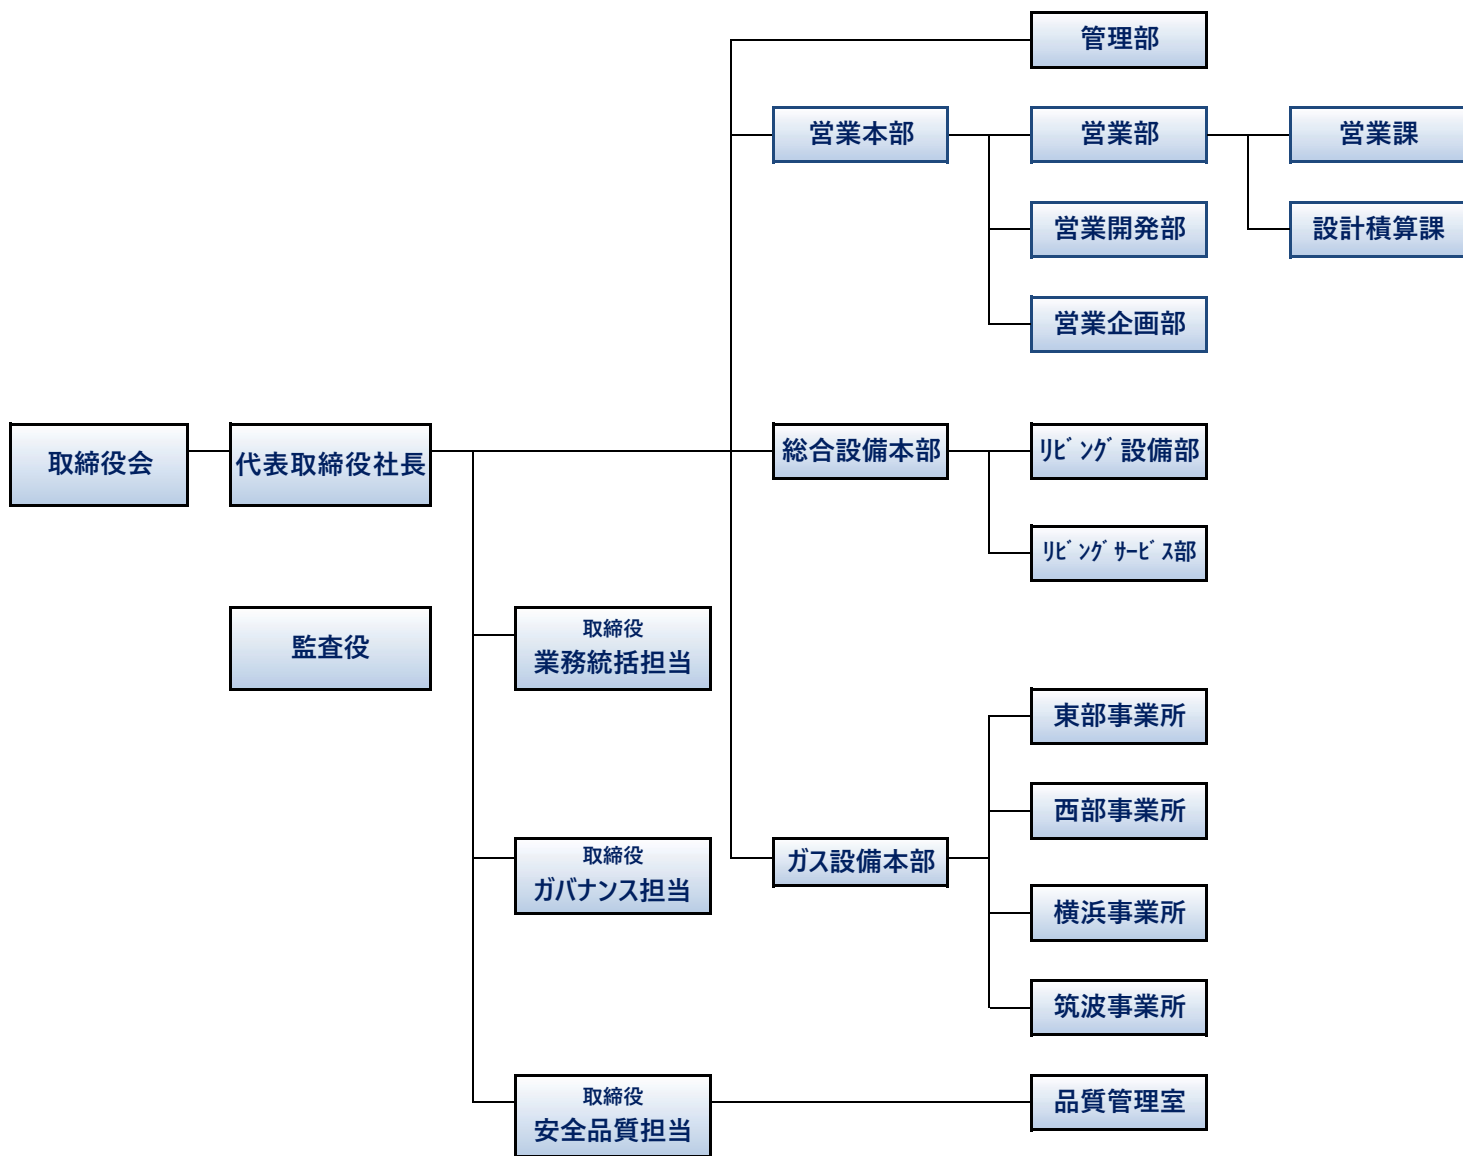 管理部
営業本部
営業部
営業課
営業開発部
設計積算課
営業企画部
取締役会
代表取締役社長
総合設備本部
ﾘﾋﾞﾝｸﾞ設備部
ﾘﾋﾞﾝｸﾞｻｰﾋﾞｽ部
監査役
取締役
業務統括担当
東部事業所
西部事業所
取締役
ガバナンス担当
ガス設備本部
横浜事業所
筑波事業所
取締役
安全品質担当
品質管理室